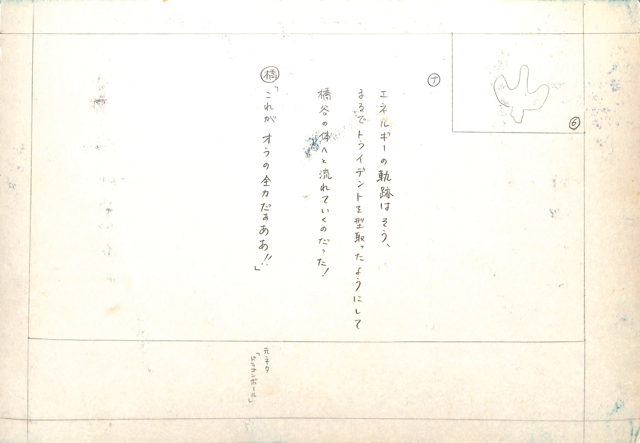 ⑥
ナ
エネルギーの軌跡はそう、
まるでトライデントを型取ったようにして
橘谷の体へと流れていくのだった!
橘「これが オラの全力だぁああ!!」
元ネタ
「ドラゴンボール」